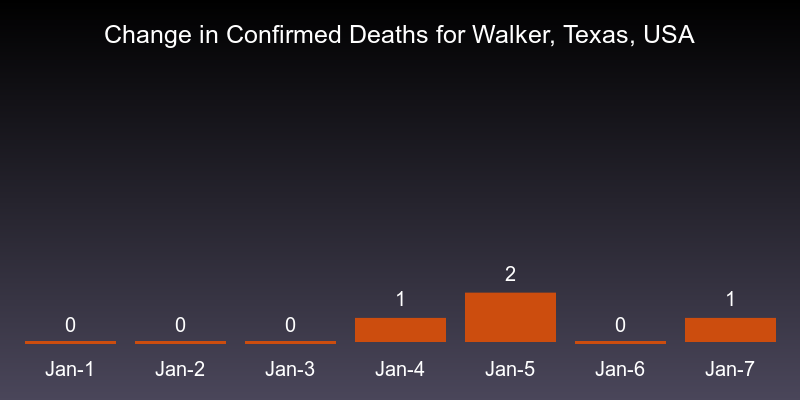 Change in Confirmed Deaths for Walker, Texas, USA
0 0 0 1 2 0 1
Jan-1 Jan-2 Jan-3 Jan-4 Jan-5 Jan-6 Jan-7